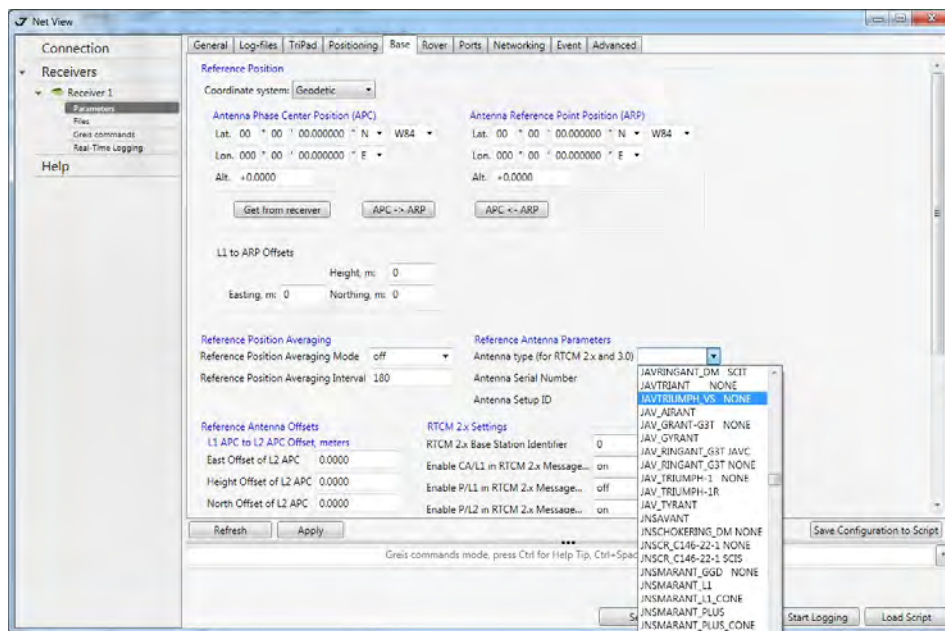 Net View
Connection
Receivers
Receiver 1
Parameters
Files
Greis commands
Real-Time Logging
Help
General Log-files TriPad Positioning Base Rover Ports Networking Event Advanced
Reference Position
Coordinate system: Geodetic
Antenna Phase Center Position (APC)
Lat. 00 ° 00 ' 00.000000 " N W84
Lon. 000 ° 00 ' 00.000000 " E
Alt. +0.0000
Antenna Reference Point Position (ARP)
Lat. 00 ° 00 ' 00.000000 " N W84
Lon. 000 ° 00 ' 00.000000 " E
Alt. +0.0000
Get from receiver APC -> ARP APC <- ARP
L1 to ARP Offsets
Height, m: 0
Easting, m: 0 Northing, m: 0
Reference Position Averaging
Reference Position Averaging Mode off
Reference Position Averaging Interval 180
Reference Antenna Parameters
Antenna type (for RTCM 2.x and 3.0)
Antenna Serial Number
Antenna Setup ID
JAVRINGANT_DM SCIT
JAVTRIANT NONE
JAVTRIUMPH_VS NONE
JAV_AIRANT
JAV_GRANT-G3T NONE
JAV_GYRANT
JAV_RINGANT_G3T JAVC
JAV_RINGANT_G3T NONE
JAV_TRIUMPH-1 NONE
JAV_TRIUMPH-1R
JAV_TYRANT
JNSAVANT
JNSCHOKERING_DM NONE
JNSCR_C146-22-1 NONE
JNSCR_C146-22-1 SCIS
JNSMARANT_GGD NONE
JNSMARANT_L1
JNSMARANT_L1_CONE
JNSMARANT_PLUS
JNSMARANT_PLUS_CONE
Reference Antenna Offsets
L1 APC to L2 APC Offset, meters
East Offset of L2 APC 0.0000
Height Offset of L2 APC 0.0000
North Offset of L2 APC 0.0000
RTCM 2.x Settings
RTCM 2.x Base Station Identifier 0
Enable CA/L1 in RTCM 2.x Message... on
Enable P/L1 in RTCM 2.x Message... off
Enable P/L2 in RTCM 2.x Message... on
Refresh Apply Save Configuration to Script
Greis commands mode, press Ctrl for Help Tip, Ctrl+Spac
Start Logging Load Script